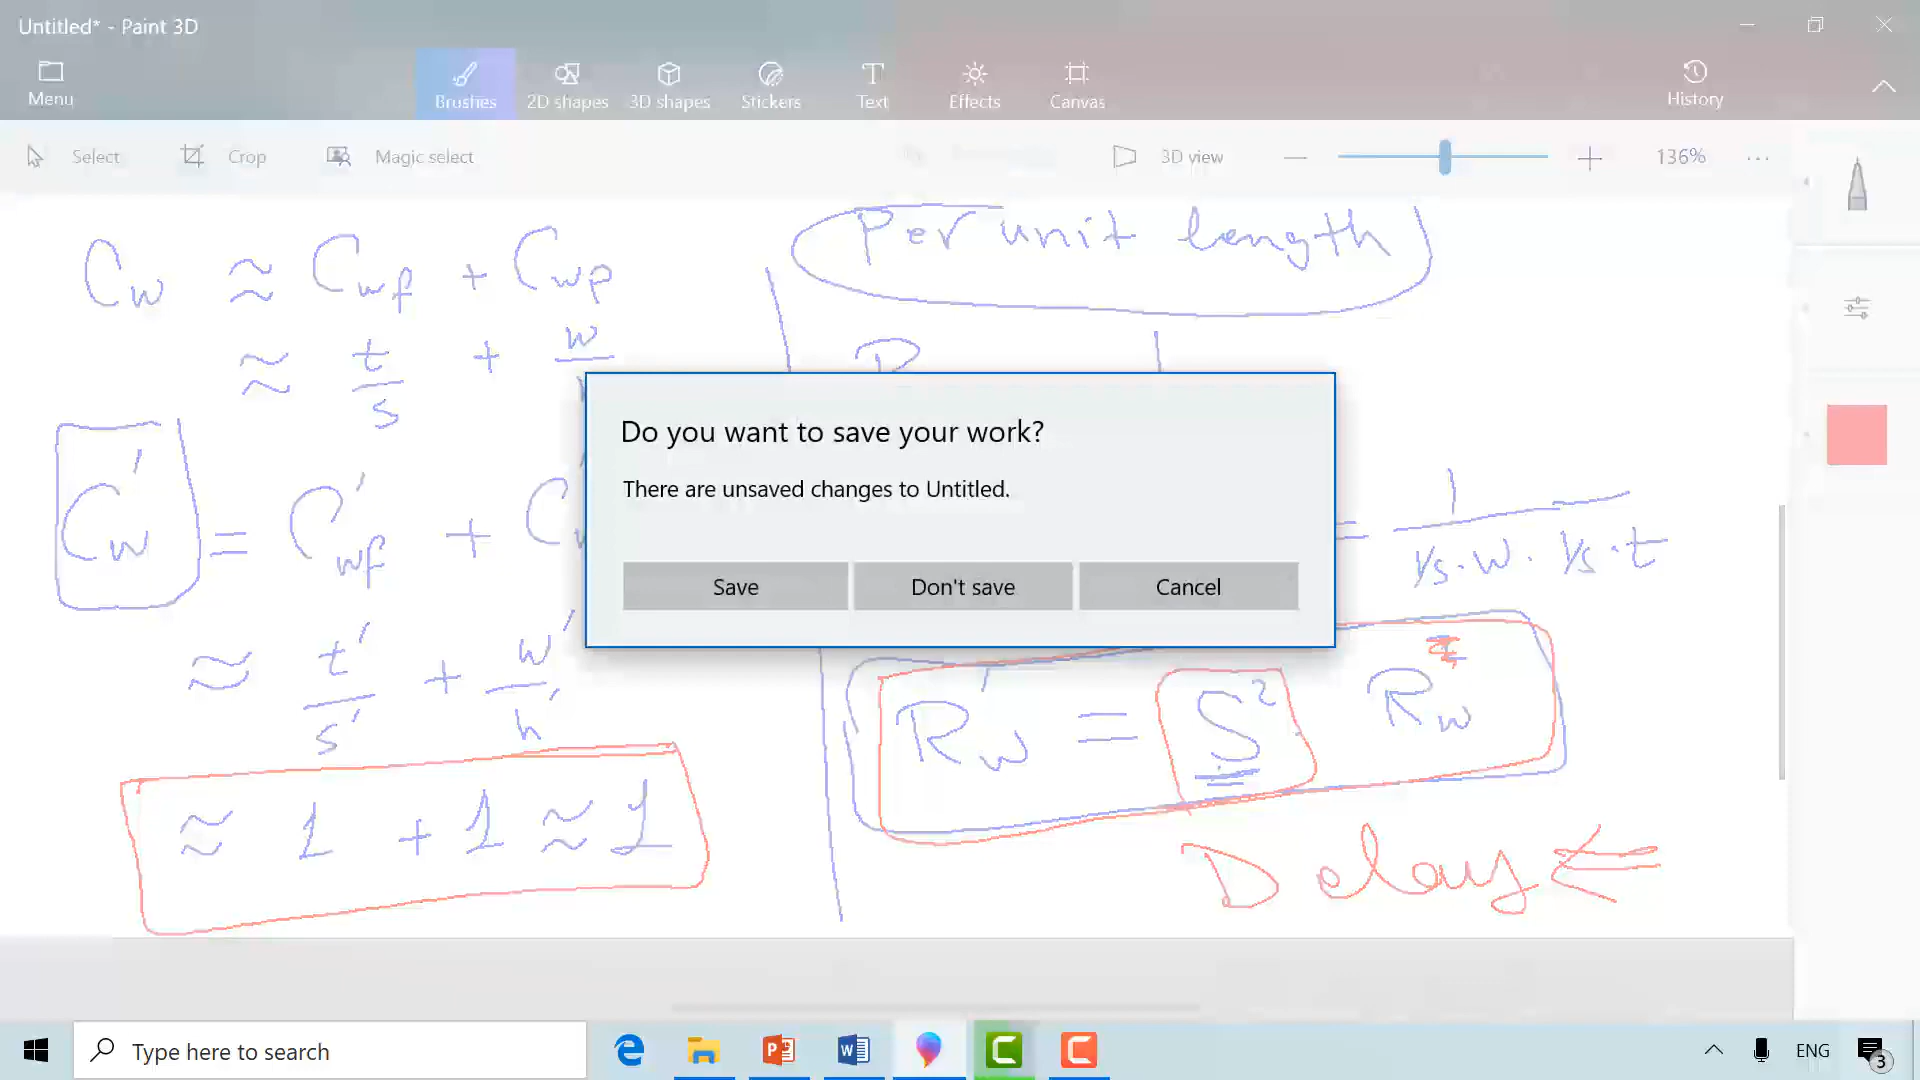 Untitled* - Paint 3D
Menu
Brushes
2D shapes
3D shapes
Stickers
Text
Effects
Canvas
History
Select
Crop
Magic select
3D view
136%
Per unit length
Cw ≈ Cwf + Cwp
≈ t/s + w
R 1
Do you want to save your work?
There are unsaved changes to Untitled.
Save
Don't save
Cancel
C'w = C'wf + C
= 1/(1/s.w . 1/s.t)
≈ t'/s' + w'/h'
R'w = S² Rw
≈ 1 + 1 ≈ 1
Delay ⇐
Type here to search
ENG
3